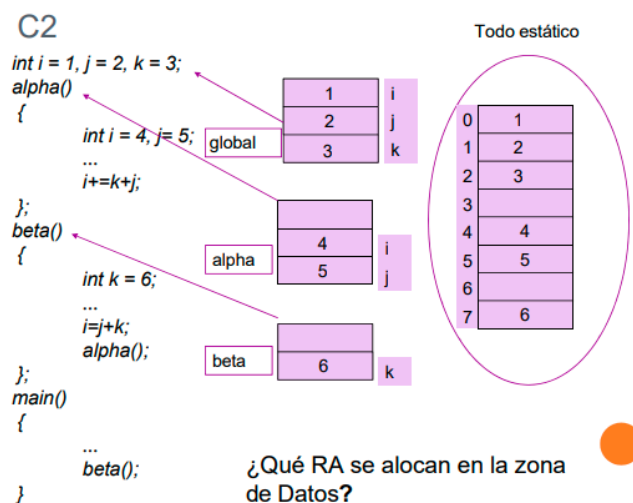 C2
Todo estático
int i = 1, j = 2, k = 3;
alpha()
{
int i = 4, j= 5;
...
i+=k+j;
};
beta()
{
int k = 6;
...
i=j+k;
alpha();
};
main()
{
...
beta();
}
global
1 i
2 j
3 k
alpha
4 i
5 j
beta
6 k
0 1
1 2
2 3
3
4 4
5 5
6
7 6
¿Qué RA se alocan en la zona
de Datos?